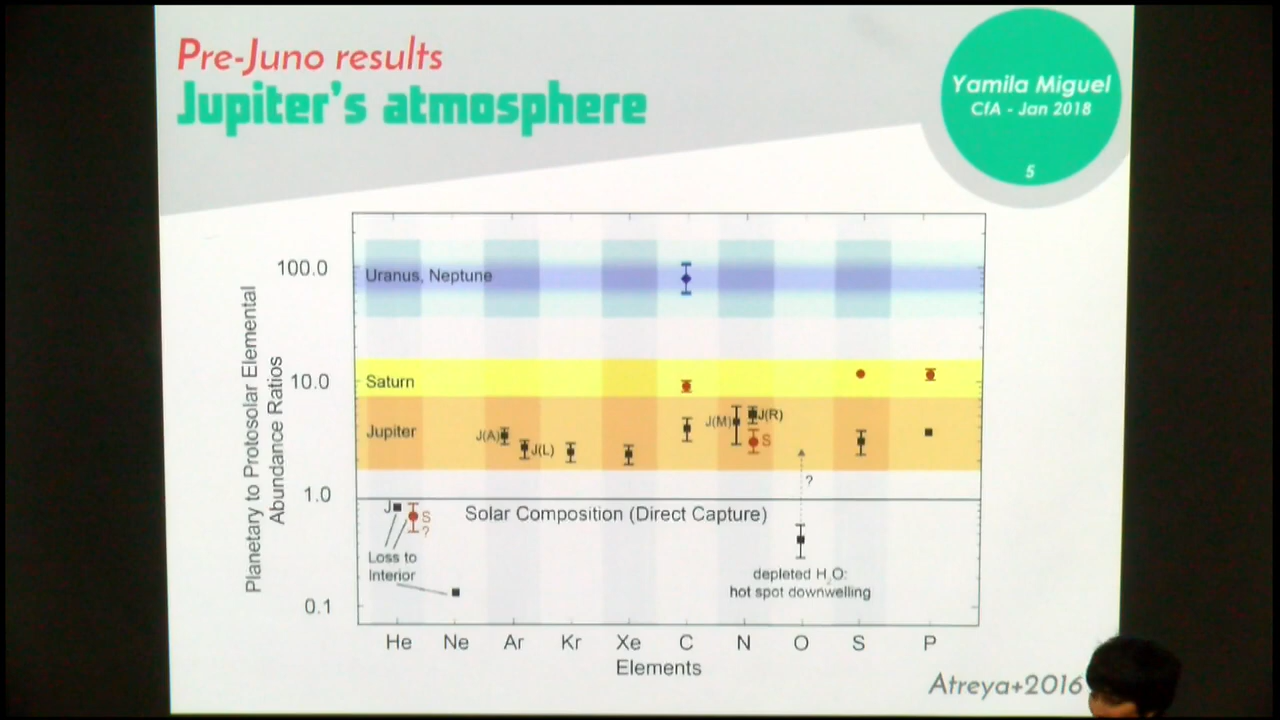 Pre-Juno results
Jupiter's atmosphere
Yamila Miguel
CfA - Jan 2018
5
Planetary to Protosolar Elemental
Abundance Ratios
100.0
10.0
1.0
0.1
Uranus, Neptune
Saturn
Jupiter
J(A)
J(L)
J(M)
J(R)
S
?
J
S
?
Solar Composition (Direct Capture)
Loss to
Interior
depleted H2O:
hot spot downwelling
He Ne Ar Kr Xe C N O S P
Elements
Atreya+2016